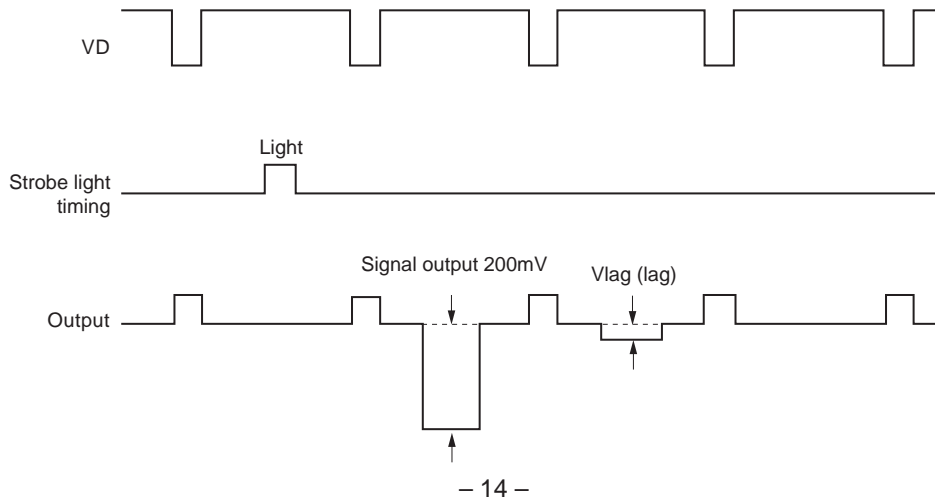 VD
Light
Strobe light
timing
Signal output 200mV
Vlag (lag)
Output
– 14 –